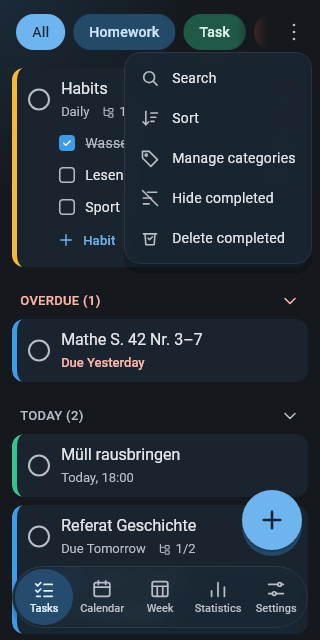 All Homework Task
Search
Sort
Manage categories
Hide completed
Delete completed
Habits
Daily 1
Wasse
Lesen
Sport
+ Habit
OVERDUE (1)
Mathe S. 42 Nr. 3–7
Due Yesterday
TODAY (2)
Müll rausbringen
Today, 18:00
Referat Geschichte
Due Tomorrow 1/2
Tasks Calendar Week Statistics Settings